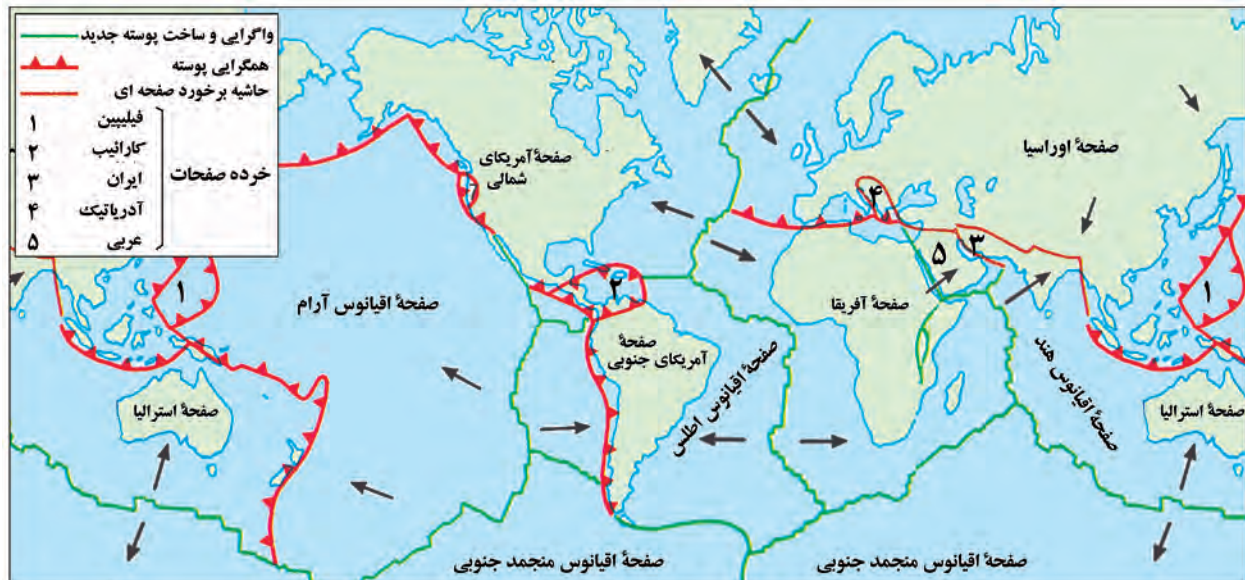 واگرایی و ساخت پوسته جدید
همگرایی پوسته
حاشیه برخورد صفحه ای
خرده صفحات
فیلیپین ۱
کارائیب ۲
ایران ۳
آدریاتیک ۴
عربی ۵
صفحهٔ آمریکای
شمالی
صفحهٔ اوراسیا
۴
۳
۵
۱
۱
۲
صفحهٔ اقیانوس آرام
صفحهٔ آفریقا
صفحهٔ
آمریکای جنوبی
صفحهٔ اقیانوس اطلس
صفحهٔ اقیانوس هند
صفحهٔ استرالیا
صفحهٔ استرالیا
صفحهٔ اقیانوس منجمد جنوبی
صفحهٔ اقیانوس منجمد جنوبی